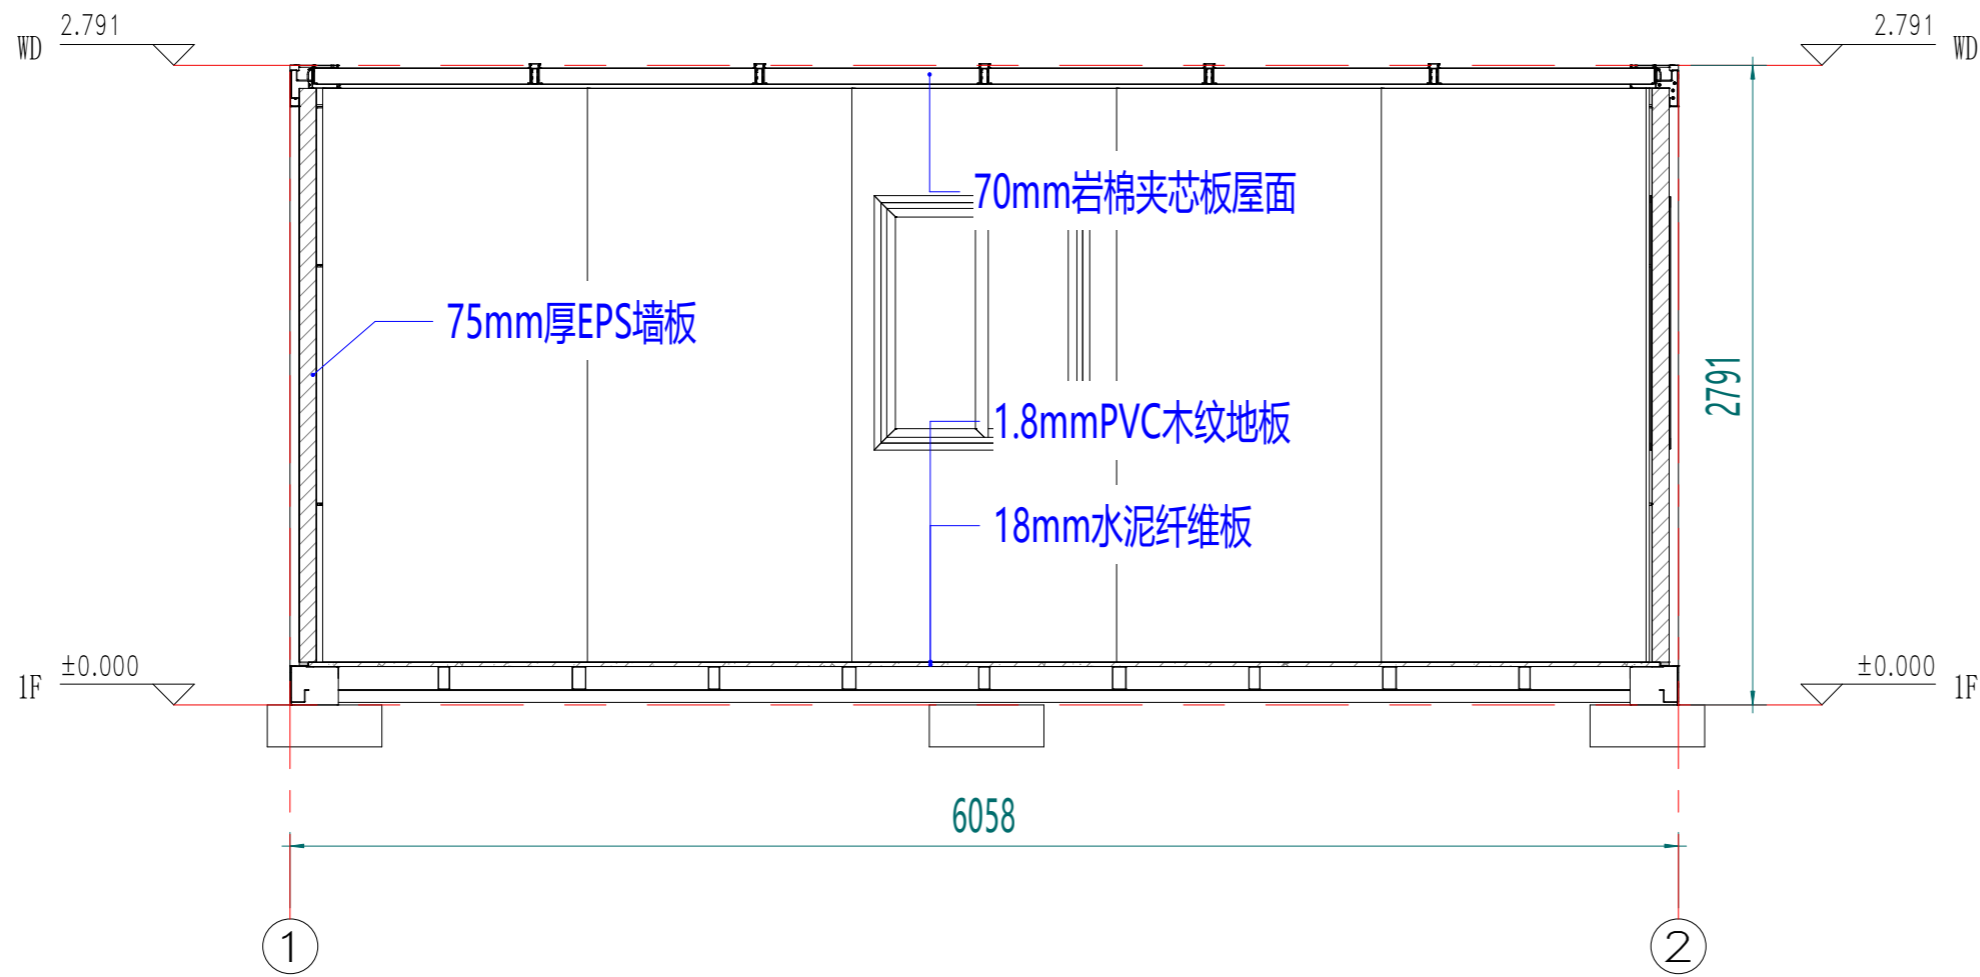 2.791
WD
2.791
WD
70mm岩棉夹芯板屋面
75mm厚EPS墙板
2791
1.8mmPVC木纹地板
18mm水泥纤维板
±0.000
1F
±0.000
1F
6058
1
2